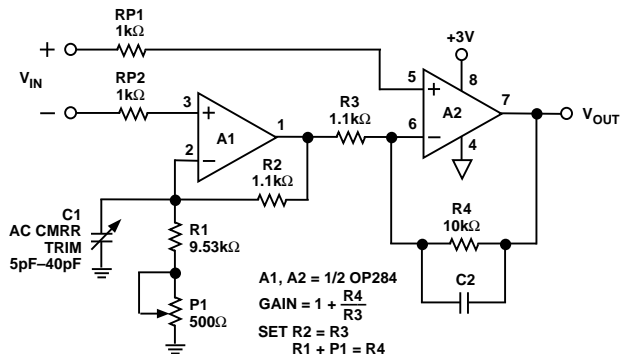 RP1
1kΩ
+3V
+
V_IN
RP2
1kΩ
−
3
+
A1
1
2
−
R3
1.1kΩ
5
+
8
A2
7
6
−
4
V_OUT
R2
1.1kΩ
C1
AC CMRR
TRIM
5pF–40pF
R1
9.53kΩ
R4
10kΩ
C2
P1
500Ω
A1, A2 = 1/2 OP284
GAIN = 1 + R4/R3
SET R2 = R3
R1 + P1 = R4